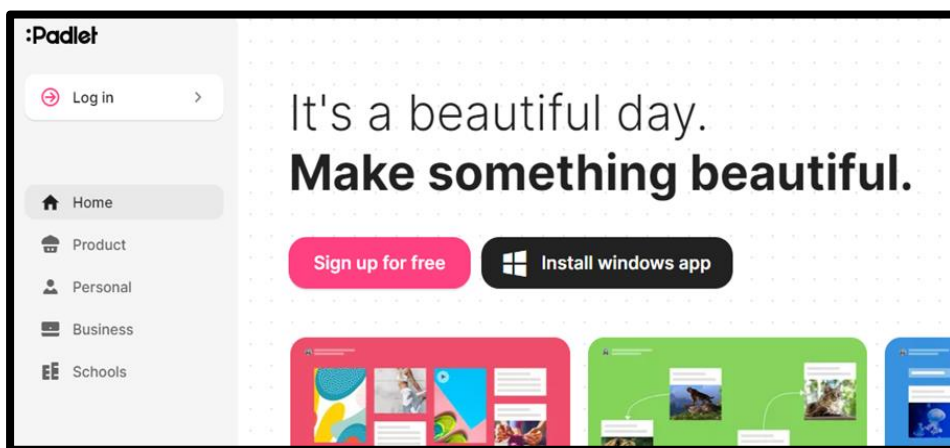 :Padlet
Log in
Home
Product
Personal
Business
Schools
It's a beautiful day.
Make something beautiful.
Sign up for free
Install windows app